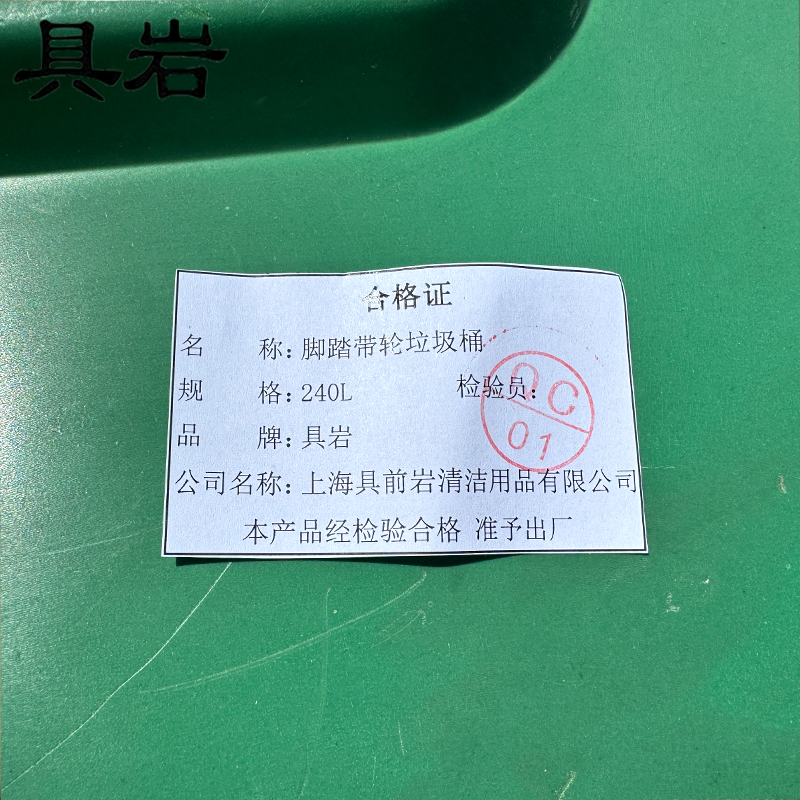 具岩
合格证
名 称：脚踏带轮垃圾桶
规 格：240L 检验员：
QC
01
品 牌：具岩
公司名称：上海具前岩清洁用品有限公司
本产品经检验合格 准予出厂